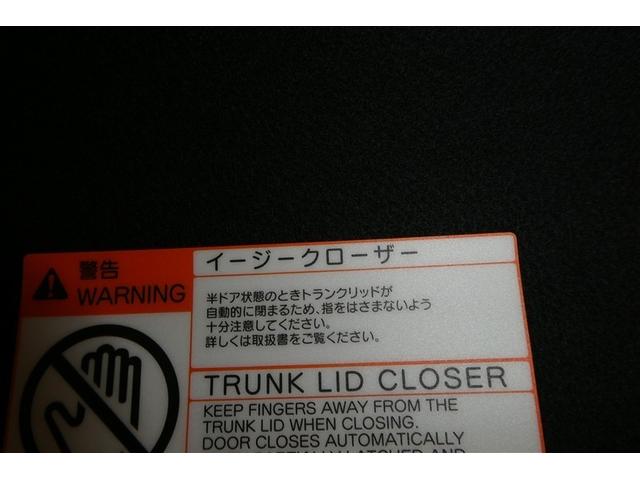 警告
WARNING
イージークローザー
半ドア状態のときトランクリッドが
自動的に閉まるため、指をはさまないよう
十分注意してください。
詳しくは取扱書をご覧ください。
TRUNK LID CLOSER
KEEP FINGERS AWAY FROM THE
TRUNK LID WHEN CLOSING.
DOOR CLOSES AUTOMATICALLY